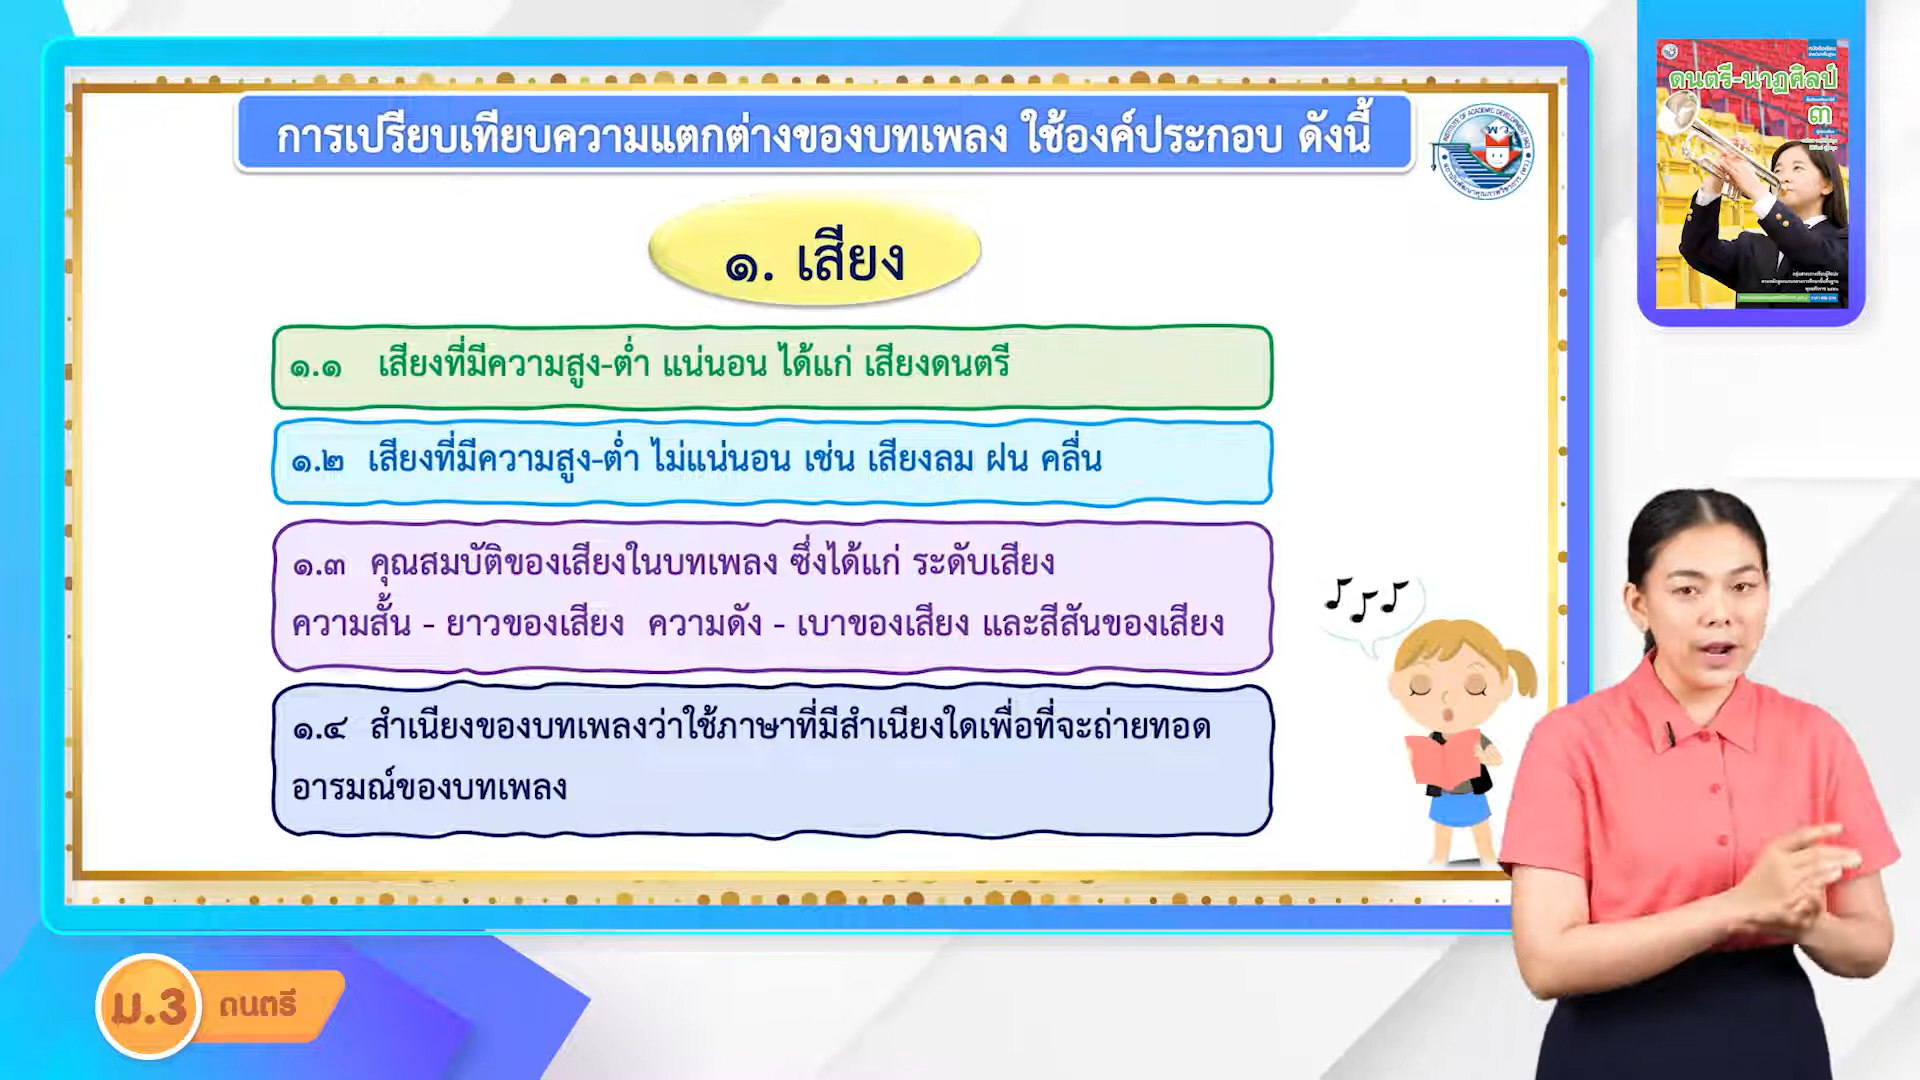 การเปรียบเทียบความแตกต่างของบทเพลง ใช้องค์ประกอบ ดังนี้
๑. เสียง
๑.๑ เสียงที่มีความสูง-ต่ำ แน่นอน ได้แก่ เสียงดนตรี
๑.๒ เสียงที่มีความสูง-ต่ำ ไม่แน่นอน เช่น เสียงลม ฝน คลื่น
๑.๓ คุณสมบัติของเสียงในบทเพลง ซึ่งได้แก่ ระดับเสียง
ความสั้น - ยาวของเสียง ความดัง - เบาของเสียง และสีสันของเสียง
๑.๔ สำเนียงของบทเพลงว่าใช้ภาษาที่มีสำเนียงใดเพื่อที่จะถ่ายทอด
อารมณ์ของบทเพลง
พ.ว.
ดนตรี-นาฏศิลป์
๓
ม.3 ดนตรี